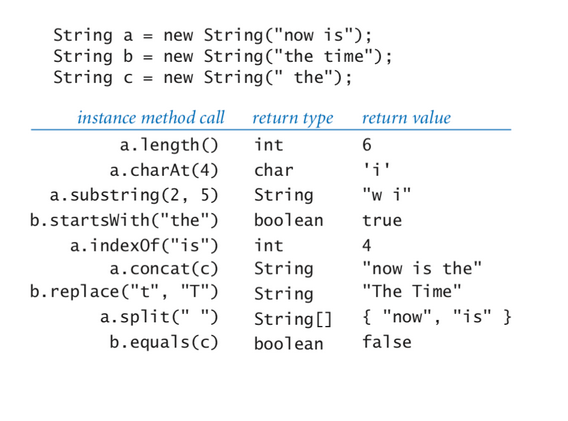 String a = new String("now is");
String b = new String("the time");
String c = new String(" the");
instance method call return type return value
a.length() int 6
a.charAt(4) char 'i'
a.substring(2, 5) String "w i"
b.startsWith("the") boolean true
a.indexOf("is") int 4
a.concat(c) String "now is the"
b.replace("t", "T") String "The Time"
a.split(" ") String[] { "now", "is" }
b.equals(c) boolean false